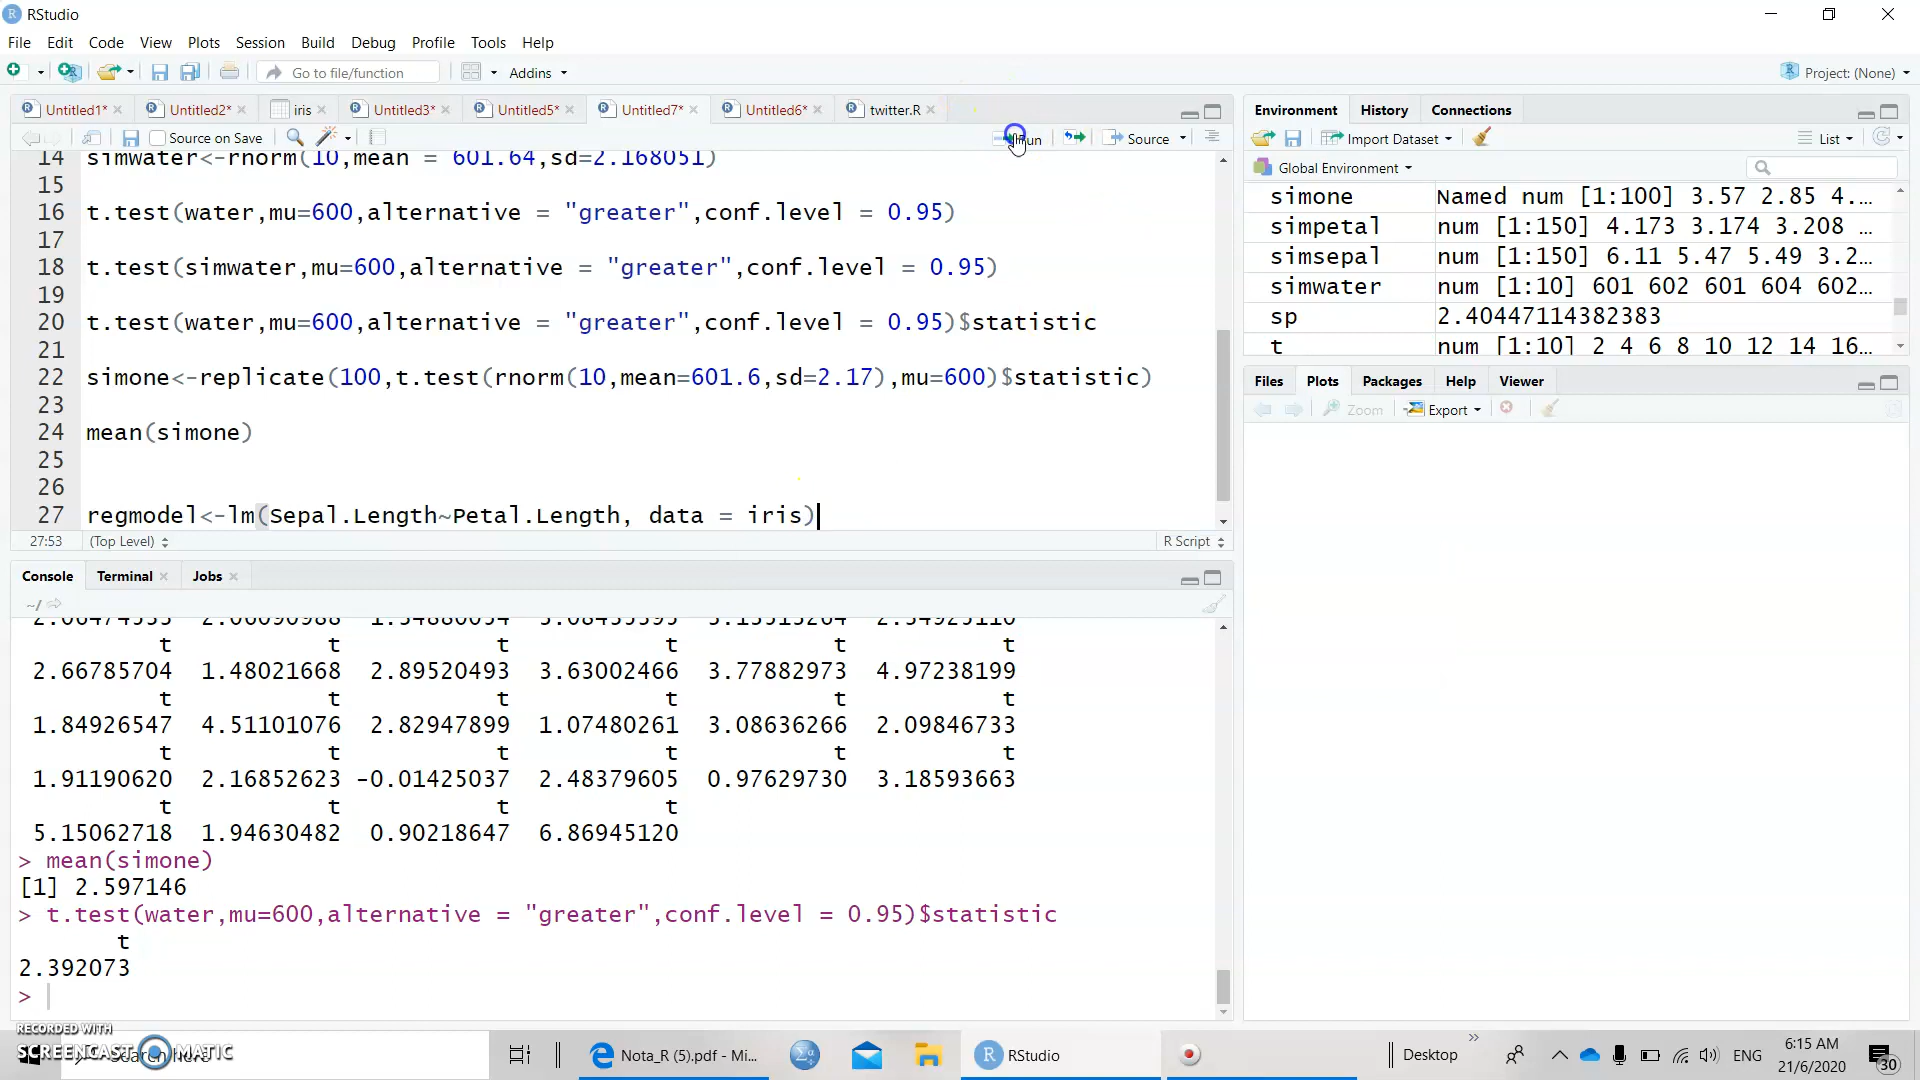 RStudio
File Edit Code View Plots Session Build Debug Profile Tools Help
Go to file/function Addins Project: (None)
Untitled1* Untitled2* iris Untitled3* Untitled5* Untitled7* Untitled6* twitter.R
Source on Save Run Source
14 simwater<-rnorm(10,mean = 601.64,sd=2.168051)
15
16 t.test(water,mu=600,alternative = "greater",conf.level = 0.95)
17
18 t.test(simwater,mu=600,alternative = "greater",conf.level = 0.95)
19
20 t.test(water,mu=600,alternative = "greater",conf.level = 0.95)$statistic
21
22 simone<-replicate(100,t.test(rnorm(10,mean=601.6,sd=2.17),mu=600)$statistic)
23
24 mean(simone)
25
26
27 regmodel<-lm(Sepal.Length~Petal.Length, data = iris)
27:53 (Top Level) R Script
Console Terminal Jobs
~/
t t t t t t
2.66785704 1.48021668 2.89520493 3.63002466 3.77882973 4.97238199
t t t t t t
1.84926547 4.51101076 2.82947899 1.07480261 3.08636266 2.09846733
t t t t t t
1.91190620 2.16852623 -0.01425037 2.48379605 0.97629730 3.18593663
t t t t
5.15062718 1.94630482 0.90218647 6.86945120
> mean(simone)
[1] 2.597146
> t.test(water,mu=600,alternative = "greater",conf.level = 0.95)$statistic
t
2.392073
>
Environment History Connections
Import Dataset List
Global Environment
simone Named num [1:100] 3.57 2.85 4....
simpetal num [1:150] 4.173 3.174 3.208 ...
simsepal num [1:150] 6.11 5.47 5.49 3.2...
simwater num [1:10] 601 602 601 604 602...
sp 2.40447114382383
t num [1:10] 2 4 6 8 10 12 14 16...
Files Plots Packages Help Viewer
Zoom Export
RECORDED WITH
SCREENCAST MATIC
Nota_R (5).pdf - Mi... RStudio Desktop ENG 6:15 AM
21/6/2020 30